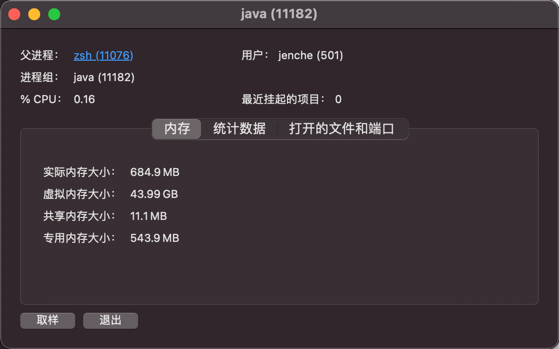 java (11182)
父进程： zsh (11076) 用户： jenche (501)
进程组： java (11182)
% CPU： 0.16 最近挂起的项目： 0
内存 统计数据 打开的文件和端口
实际内存大小： 684.9 MB
虚拟内存大小： 43.99 GB
共享内存大小： 11.1 MB
专用内存大小： 543.9 MB
取样 退出